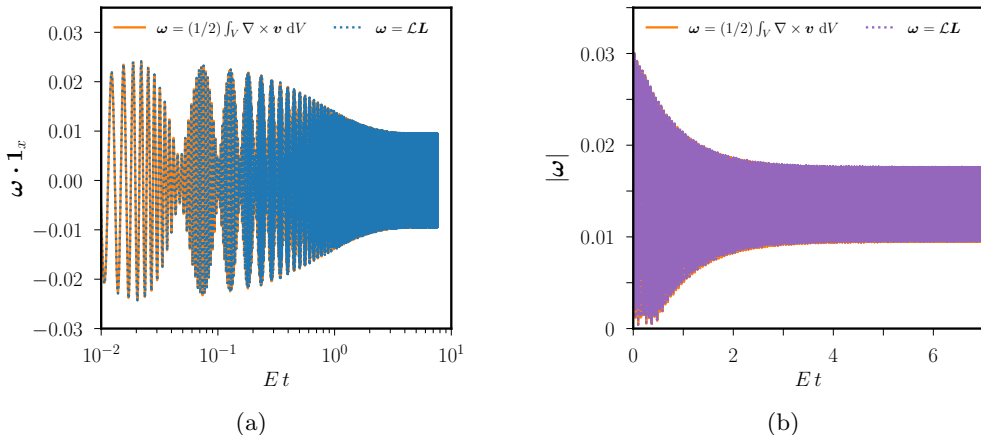 ω = (1/2) ∫_V ∇ × v dV
ω = ℒL
0.03
0.02
0.01
0.00
−0.01
−0.02
−0.03
ω · 1_x
10^−2
10^−1
10^0
10^1
E t
(a)
ω = (1/2) ∫_V ∇ × v dV
ω = ℒL
0.03
0.02
0.01
0
|ω|
0
2
4
6
E t
(b)